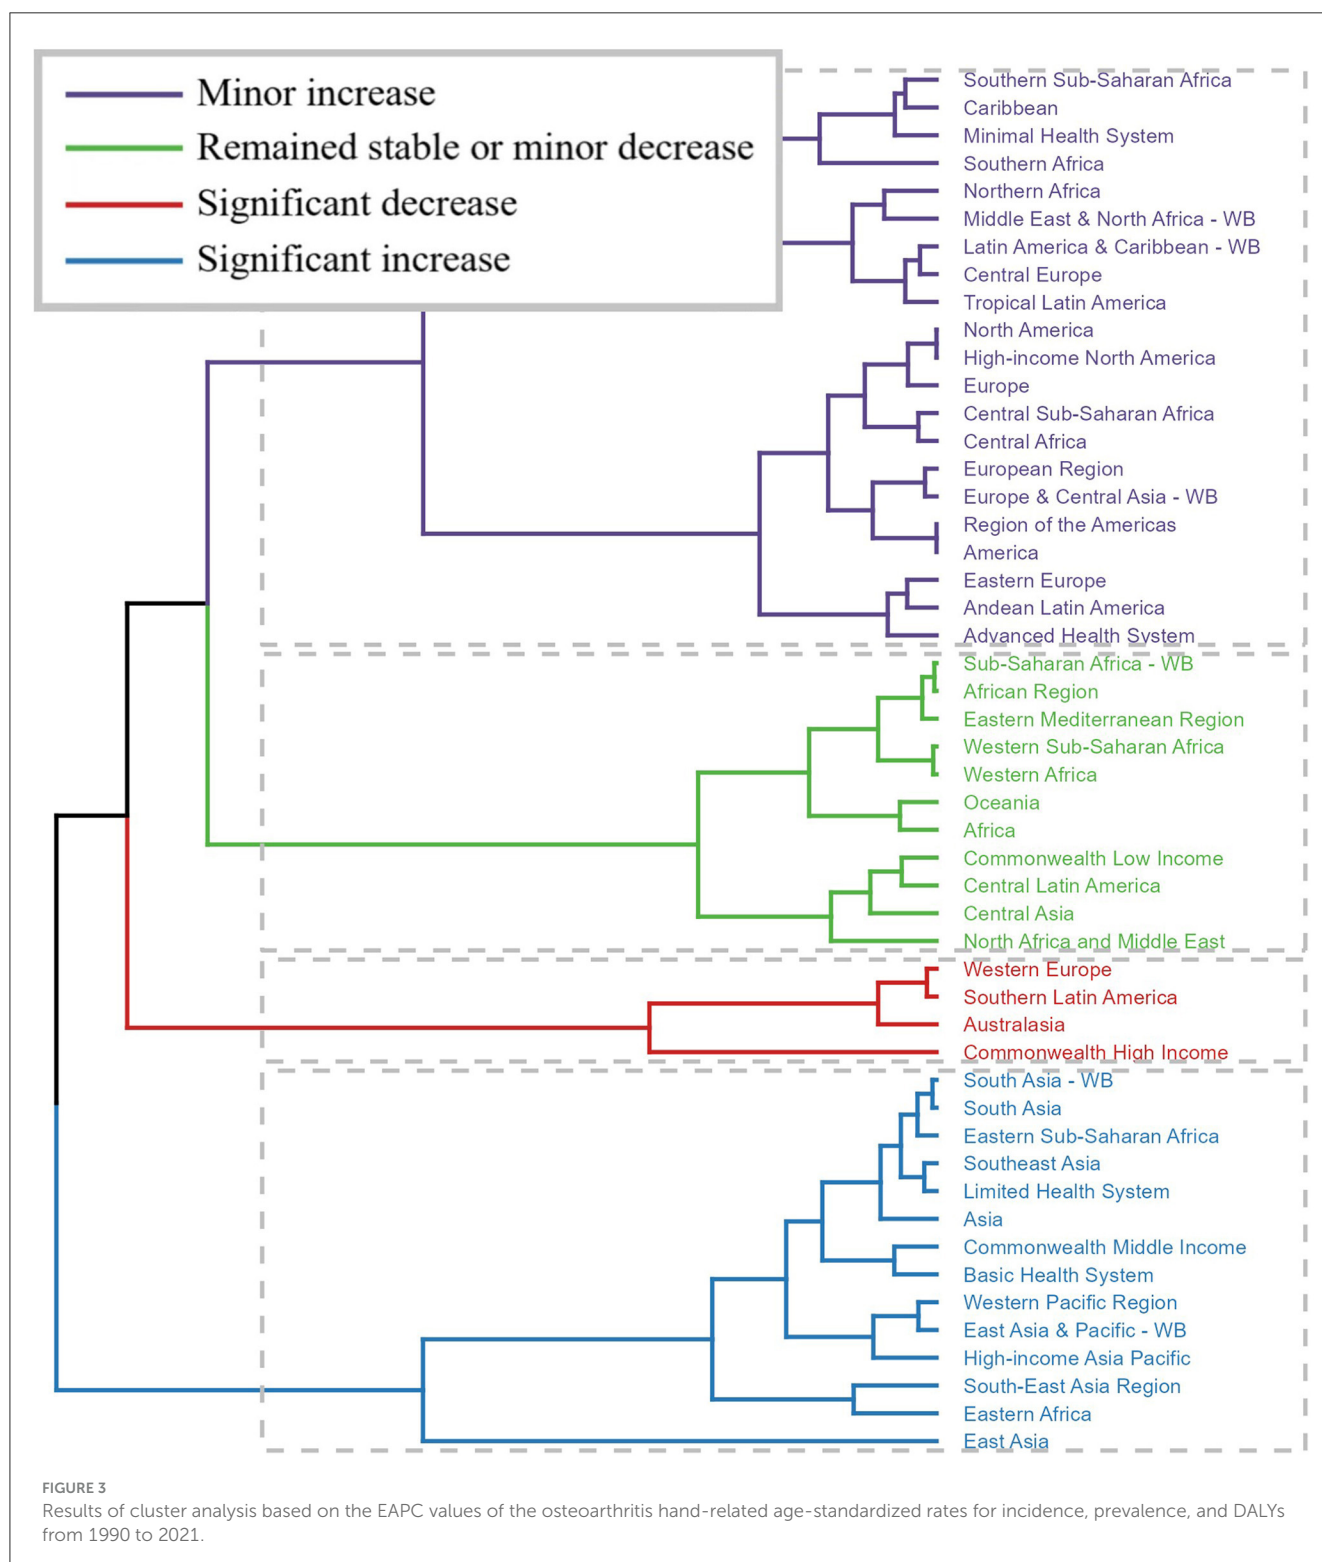 Minor increase
Remained stable or minor decrease
Significant decrease
Significant increase
Southern Sub-Saharan Africa
Caribbean
Minimal Health System
Southern Africa
Northern Africa
Middle East & North Africa - WB
Latin America & Caribbean - WB
Central Europe
Tropical Latin America
North America
High-income North America
Europe
Central Sub-Saharan Africa
Central Africa
European Region
Europe & Central Asia - WB
Region of the Americas
America
Eastern Europe
Andean Latin America
Advanced Health System
Sub-Saharan Africa - WB
African Region
Eastern Mediterranean Region
Western Sub-Saharan Africa
Western Africa
Oceania
Africa
Commonwealth Low Income
Central Latin America
Central Asia
North Africa and Middle East
Western Europe
Southern Latin America
Australasia
Commonwealth High Income
South Asia - WB
South Asia
Eastern Sub-Saharan Africa
Southeast Asia
Limited Health System
Asia
Commonwealth Middle Income
Basic Health System
Western Pacific Region
East Asia & Pacific - WB
High-income Asia Pacific
South-East Asia Region
Eastern Africa
East Asia
FIGURE 3
Results of cluster analysis based on the EAPC values of the osteoarthritis hand-related age-standardized rates for incidence, prevalence, and DALYs
from 1990 to 2021.